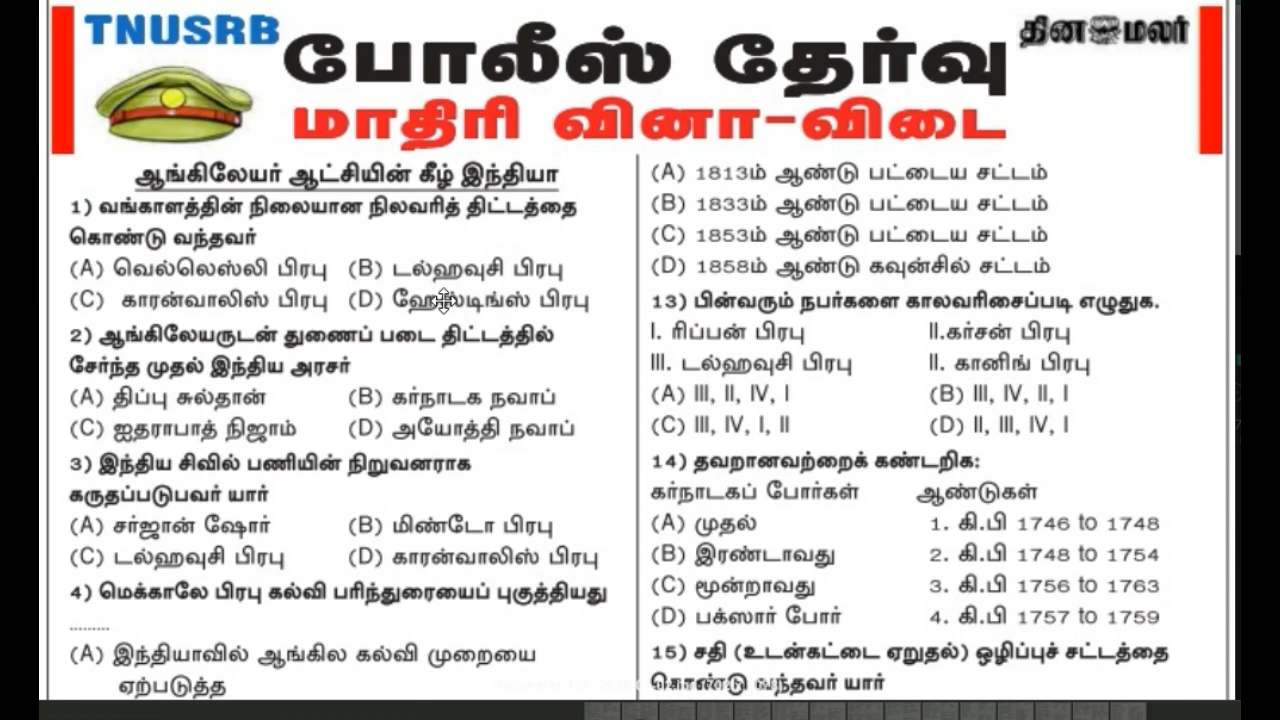 TNUSRB
போலீஸ் தேர்வு
தினமலர்
மாதிரி வினா-விடை
ஆங்கிலேயர் ஆட்சியின் கீழ் இந்தியா
1) வங்காளத்தின் நிலையான நிலவரித் திட்டத்தை
கொண்டு வந்தவர்
(A) வெல்லெஸ்லி பிரபு (B) டல்ஹவுசி பிரபு
(C) காரன்வாலிஸ் பிரபு (D) ஹேஸ்டிங்ஸ் பிரபு
2) ஆங்கிலேயருடன் துணைப் படை திட்டத்தில்
சேர்ந்த முதல் இந்திய அரசர்
(A) திப்பு சுல்தான் (B) கர்நாடக நவாப்
(C) ஐதராபாத் நிஜாம் (D) அயோத்தி நவாப்
3) இந்திய சிவில் பணியின் நிறுவனராக
கருதப்படுபவர் யார்
(A) சர்ஜான் ஷோர் (B) மிண்டோ பிரபு
(C) டல்ஹவுசி பிரபு (D) காரன்வாலிஸ் பிரபு
4) மெக்காலே பிரபு கல்வி பரிந்துரையைப் புகுத்தியது
.........
(A) இந்தியாவில் ஆங்கில கல்வி முறையை
ஏற்படுத்த
(A) 1813ம் ஆண்டு பட்டைய சட்டம்
(B) 1833ம் ஆண்டு பட்டைய சட்டம்
(C) 1853ம் ஆண்டு பட்டைய சட்டம்
(D) 1858ம் ஆண்டு கவுன்சில் சட்டம்
13) பின்வரும் நபர்களை காலவரிசைப்படி எழுதுக.
I. ரிப்பன் பிரபு II.கர்சன் பிரபு
III. டல்ஹவுசி பிரபு II. கானிங் பிரபு
(A) III, II, IV, I (B) III, IV, II, I
(C) III, IV, I, II (D) II, III, IV, I
14) தவறானவற்றைக் கண்டறிக:
கர்நாடகப் போர்கள் ஆண்டுகள்
(A) முதல் 1. கி.பி 1746 to 1748
(B) இரண்டாவது 2. கி.பி 1748 to 1754
(C) மூன்றாவது 3. கி.பி 1756 to 1763
(D) பக்ஸார் போர் 4. கி.பி 1757 to 1759
15) சதி (உடன்கட்டை ஏறுதல்) ஒழிப்புச் சட்டத்தை
கொண்டு வந்தவர் யார்